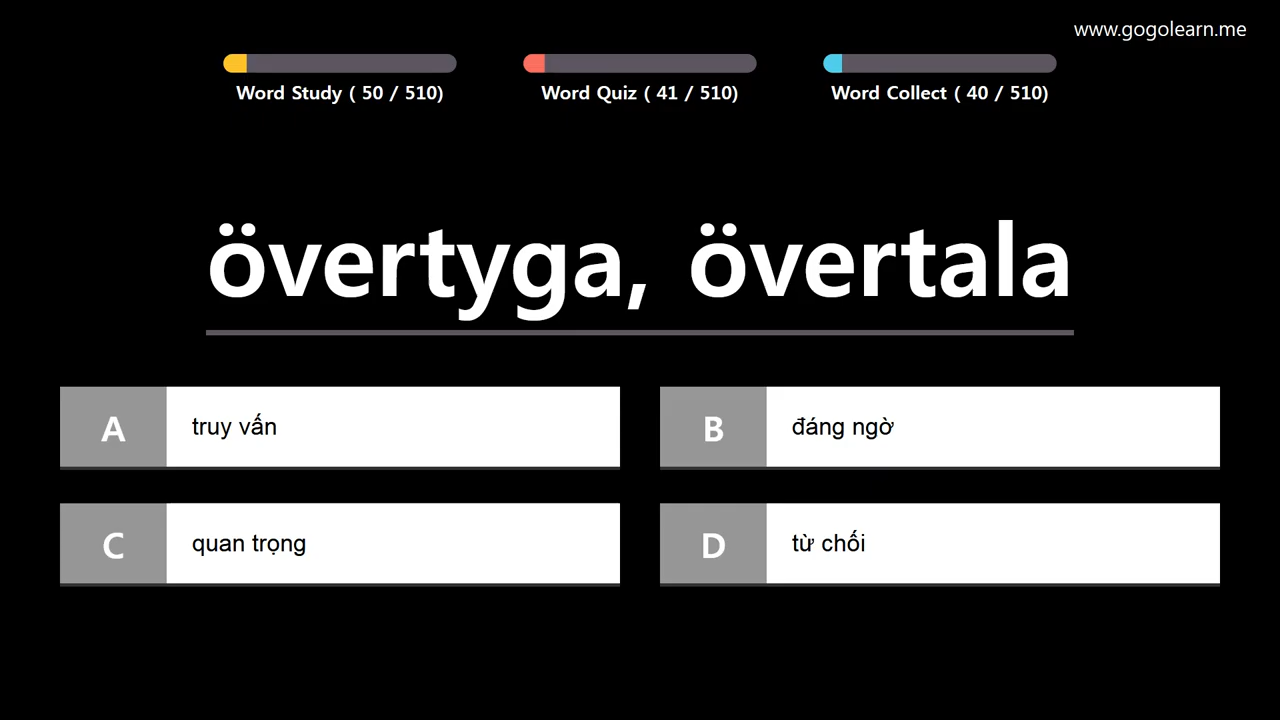 www.gogolearn.me
Word Study ( 50 / 510)
Word Quiz ( 41 / 510)
Word Collect ( 40 / 510)
övertyga, övertala
A
truy vấn
B
đáng ngờ
C
quan trọng
D
từ chối